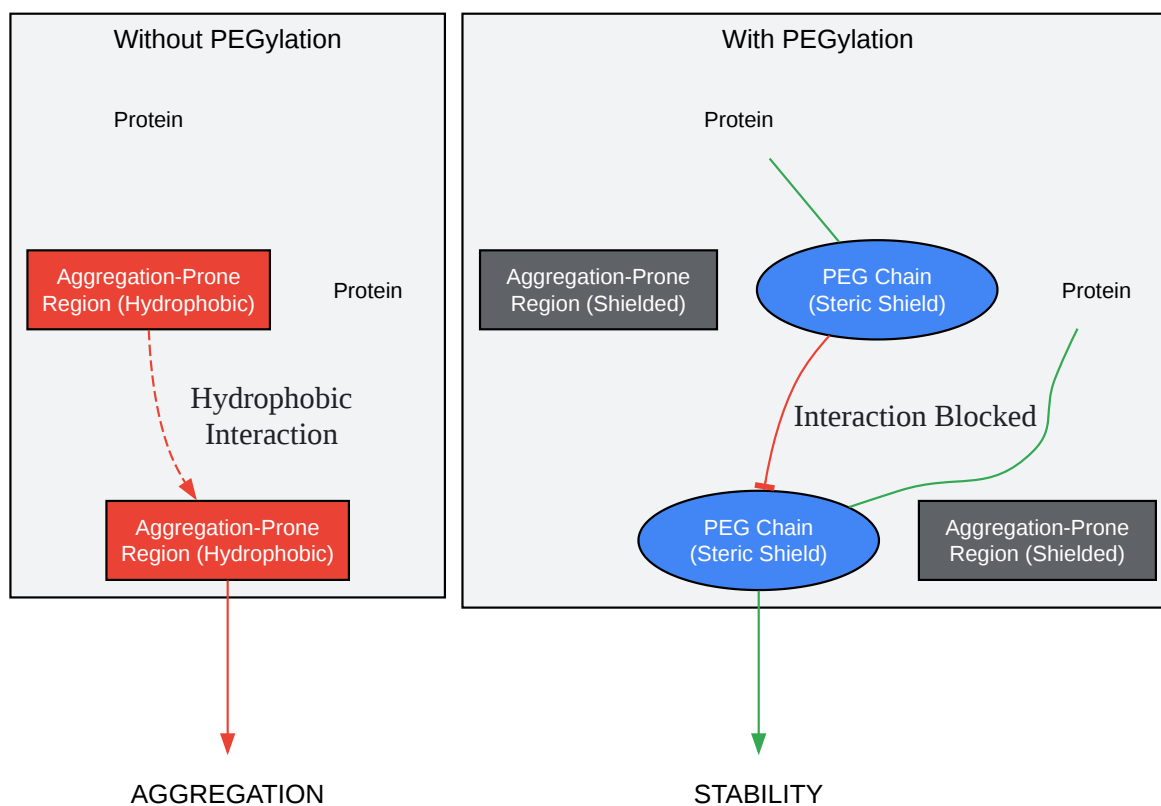 Without PEGylation
Protein
Aggregation-Prone
Region (Hydrophobic)
Protein
Hydrophobic
Interaction
Aggregation-Prone
Region (Hydrophobic)
AGGREGATION
With PEGylation
Protein
Aggregation-Prone
Region (Shielded)
PEG Chain
(Steric Shield)
Protein
Interaction Blocked
PEG Chain
(Steric Shield)
Aggregation-Prone
Region (Shielded)
STABILITY